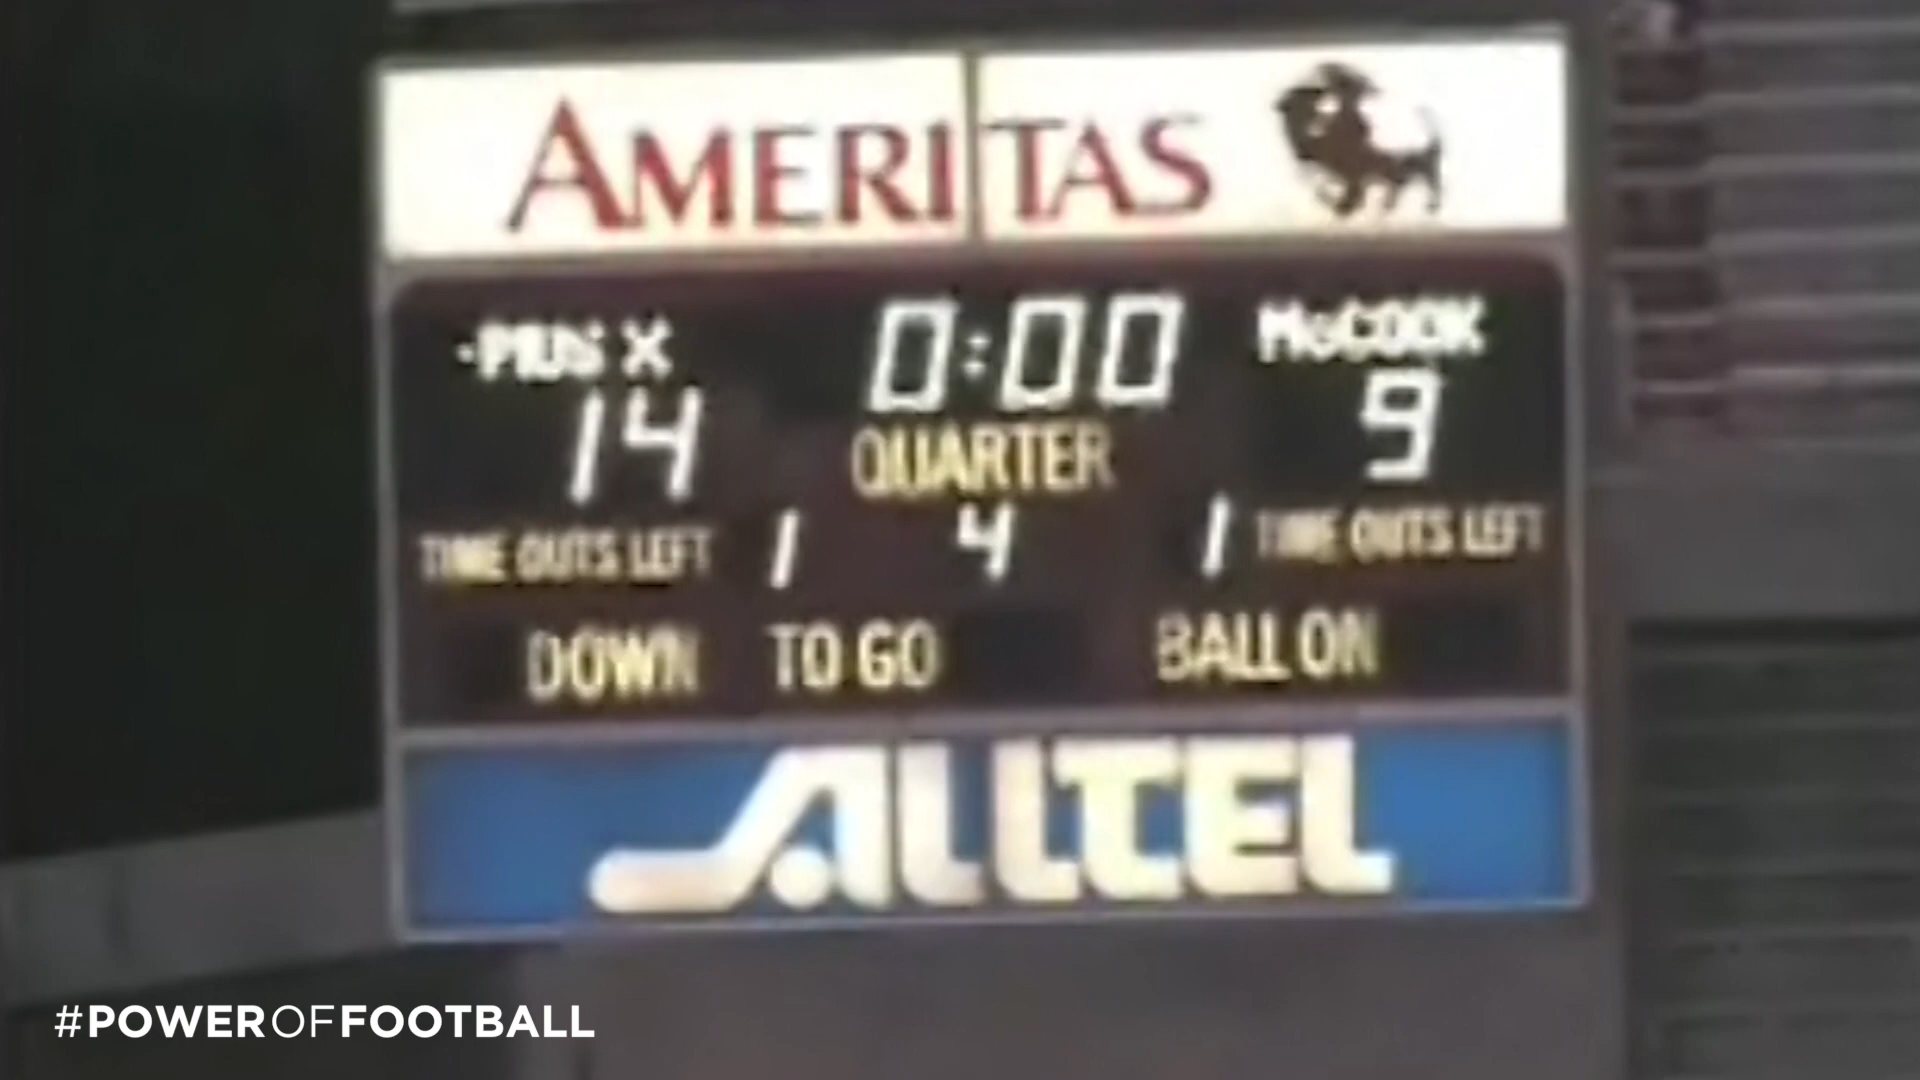 AMERITAS
PIUS X 0:00 McCOOK
14 QUARTER 9
TIME OUTS LEFT 1 4 1 TIME OUTS LEFT
DOWN TO GO BALL ON
ALLTEL
#POWEROFFOOTBALL